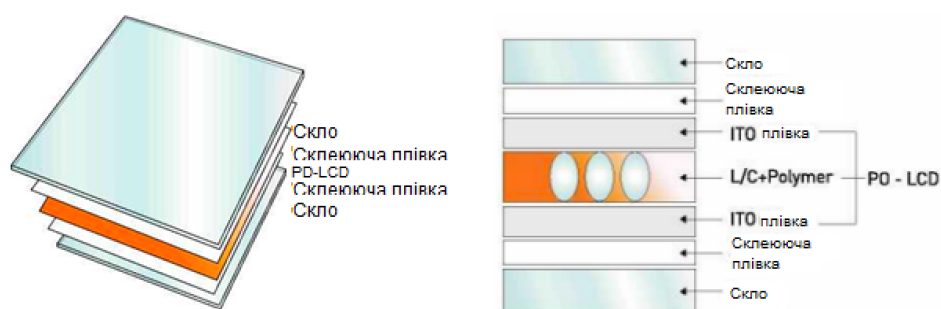 Скло
Склеююча плівка
PD-LCD
Склеююча плівка
Скло
Скло
Склеююча
плівка
ITO плівка
L/C+Polymer
PD - LCD
ITO плівка
Склеююча
плівка
Скло